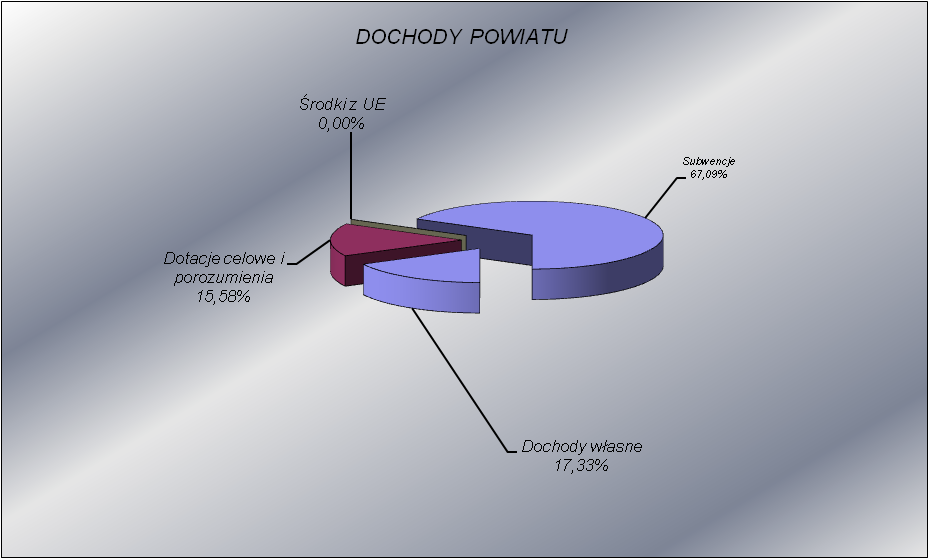 DOCHODY POWIATU
Środki z UE
0,00%
Subwencje
67,09%
Dotacje celowe i
porozumienia
15,58%
Dochody własne
17,33%